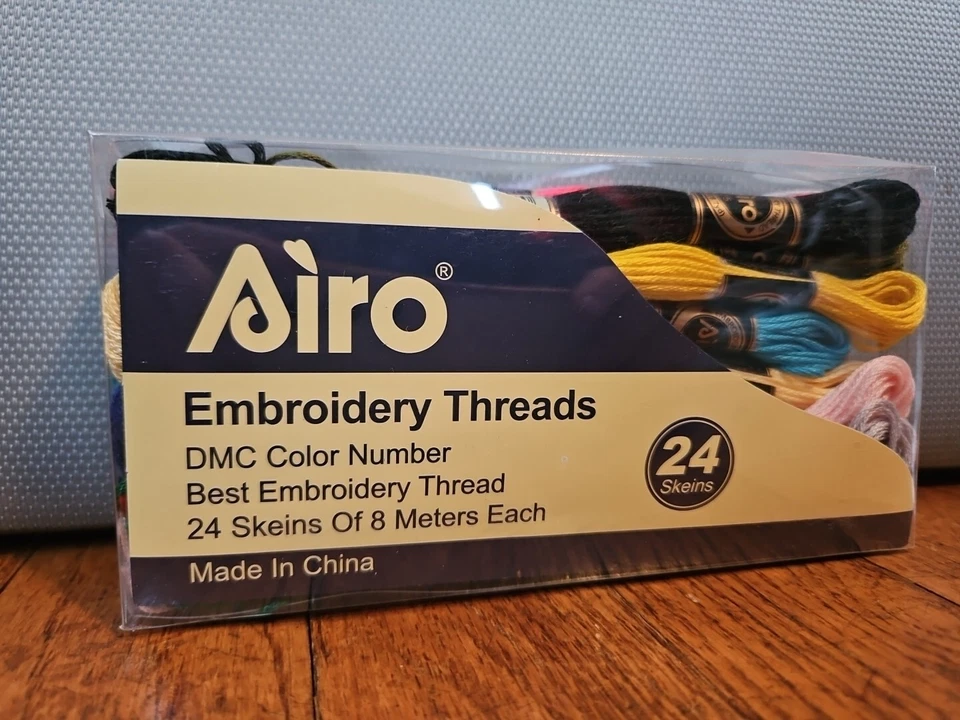 Airo®
Embroidery Threads
DMC Color Number
Best Embroidery Thread
24 Skeins Of 8 Meters Each
Made In China
24
Skeins